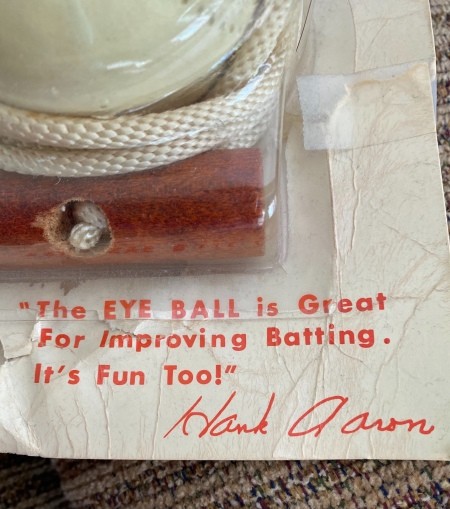 "The EYE BALL is Great
For Improving Batting.
It's Fun Too!"
Hank Aaron